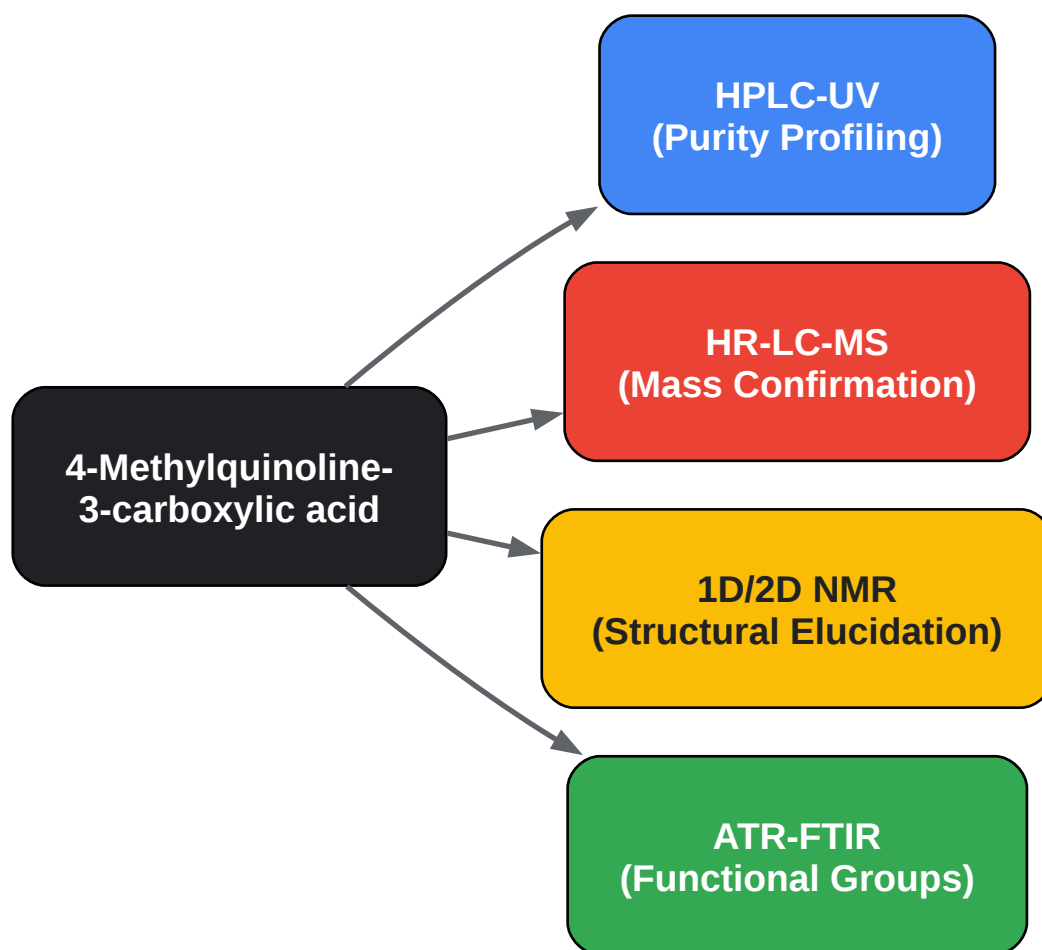 HPLC-UV
(Purity Profiling)
HR-LC-MS
(Mass Confirmation)
4-Methylquinoline-
3-carboxylic acid
1D/2D NMR
(Structural Elucidation)
ATR-FTIR
(Functional Groups)